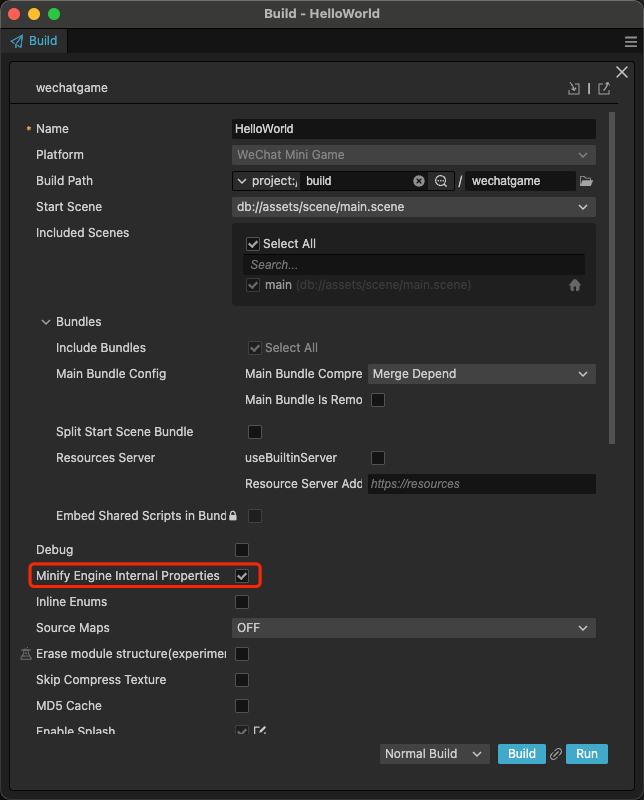 Build - HelloWorld
Build
wechatgame
Name HelloWorld
Platform WeChat Mini Game
Build Path project:/ build / wechatgame
Start Scene db://assets/scene/main.scene
Included Scenes
Select All
Search...
main (db://assets/scene/main.scene)
Bundles
Include Bundles Select All
Main Bundle Config Main Bundle Compre Merge Depend
Main Bundle Is Remo
Split Start Scene Bundle
Resources Server useBuiltinServer
Resource Server Add https://resources
Embed Shared Scripts in Bund
Debug
Minify Engine Internal Properties
Inline Enums
Source Maps OFF
Erase module structure(experimen
Skip Compress Texture
MD5 Cache
Enable Splash
Normal Build Build Run